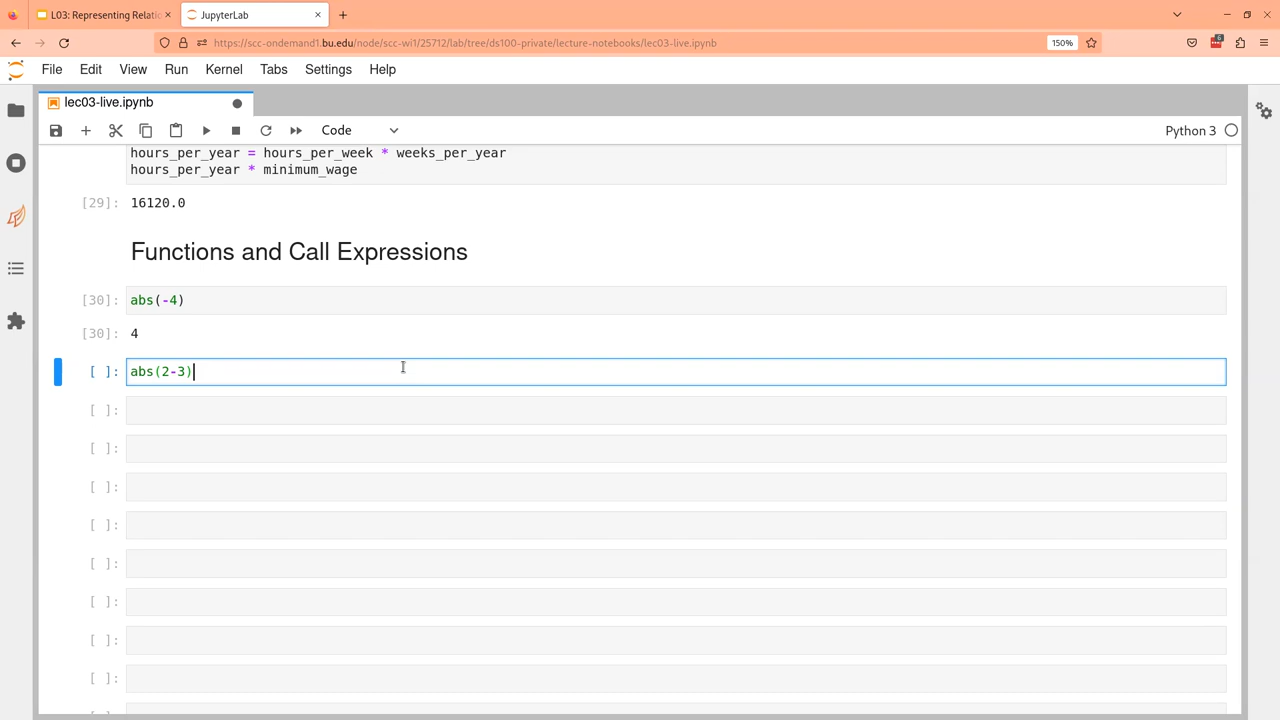 L03: Representing Relati
JupyterLab
https://scc-ondemand1.bu.edu/node/scc-wi1/25712/lab/tree/ds100-private/lecture-notebooks/lec03-live.ipynb
150%
6
File Edit View Run Kernel Tabs Settings Help
lec03-live.ipynb
Code
Python 3
hours_per_year = hours_per_week * weeks_per_year
hours_per_year * minimum_wage
[29]: 16120.0
Functions and Call Expressions
[30]: abs(-4)
[30]: 4
[ ]: abs(2-3)
[ ]:
[ ]:
[ ]:
[ ]:
[ ]:
[ ]:
[ ]:
[ ]: